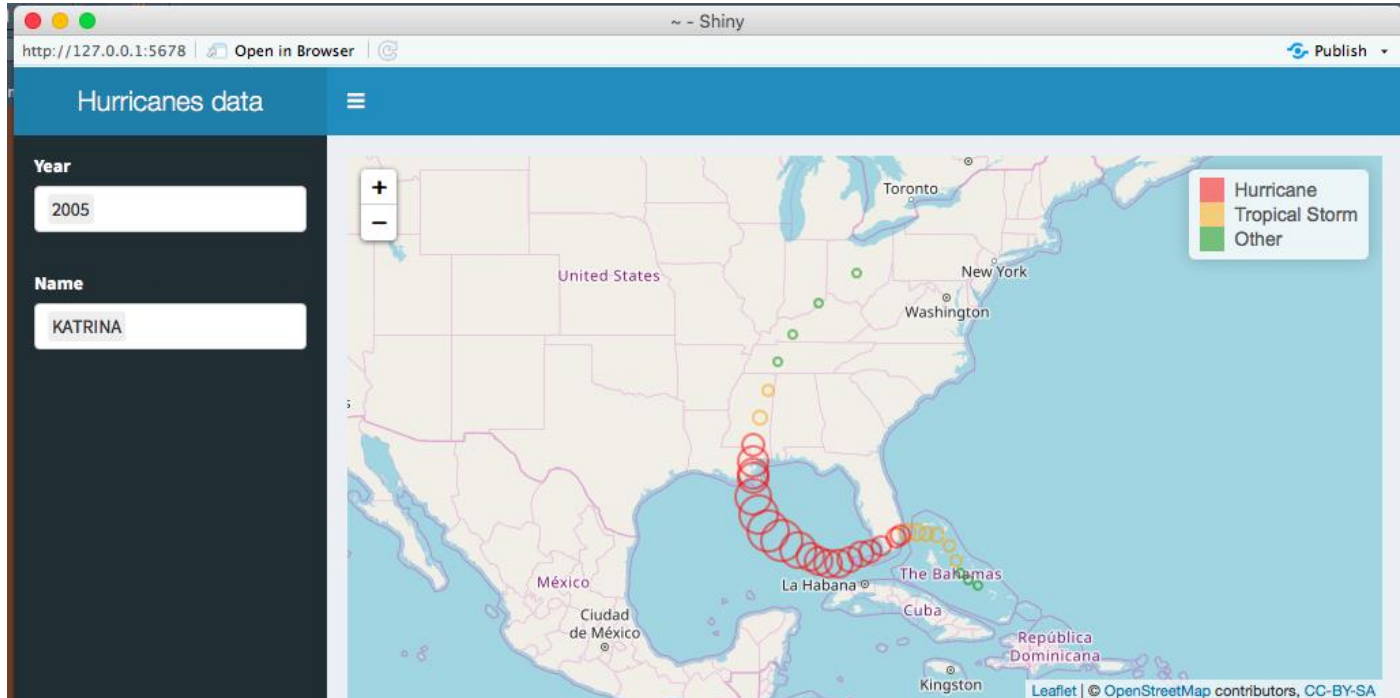 ~ - Shiny
http://127.0.0.1:5678 Open in Browser Publish
Hurricanes data
Year
2005
Name
KATRINA
+
−
Hurricane
Tropical Storm
Other
Toronto
New York
United States
Washington
México
La Habana
The Bahamas
Ciudad
de México
Cuba
República
Dominicana
Kingston
Leaflet | © OpenStreetMap contributors, CC-BY-SA